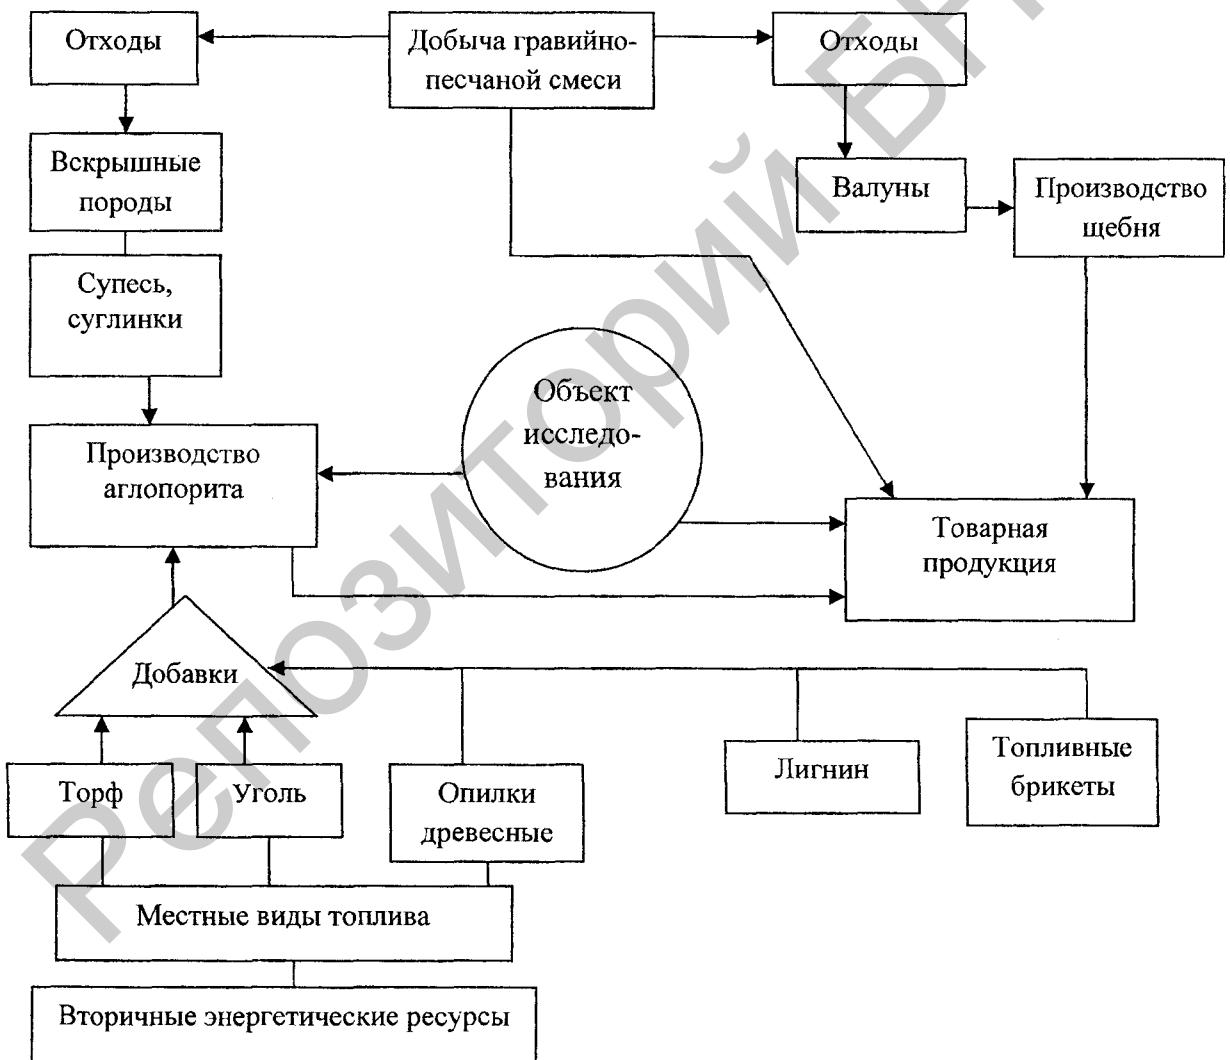 Отходы
Добыча гравийно-
песчаной смеси
Отходы
Вскрышные
породы
Валуны
Производство
щебня
Супесь,
суглинки
Объект
исследо-
вания
Производство
аглопорита
Товарная
продукция
Добавки
Торф
Уголь
Опилки
древесные
Лигнин
Топливные
брикеты
Местные виды топлива
Вторичные энергетические ресурсы
Репозиторий